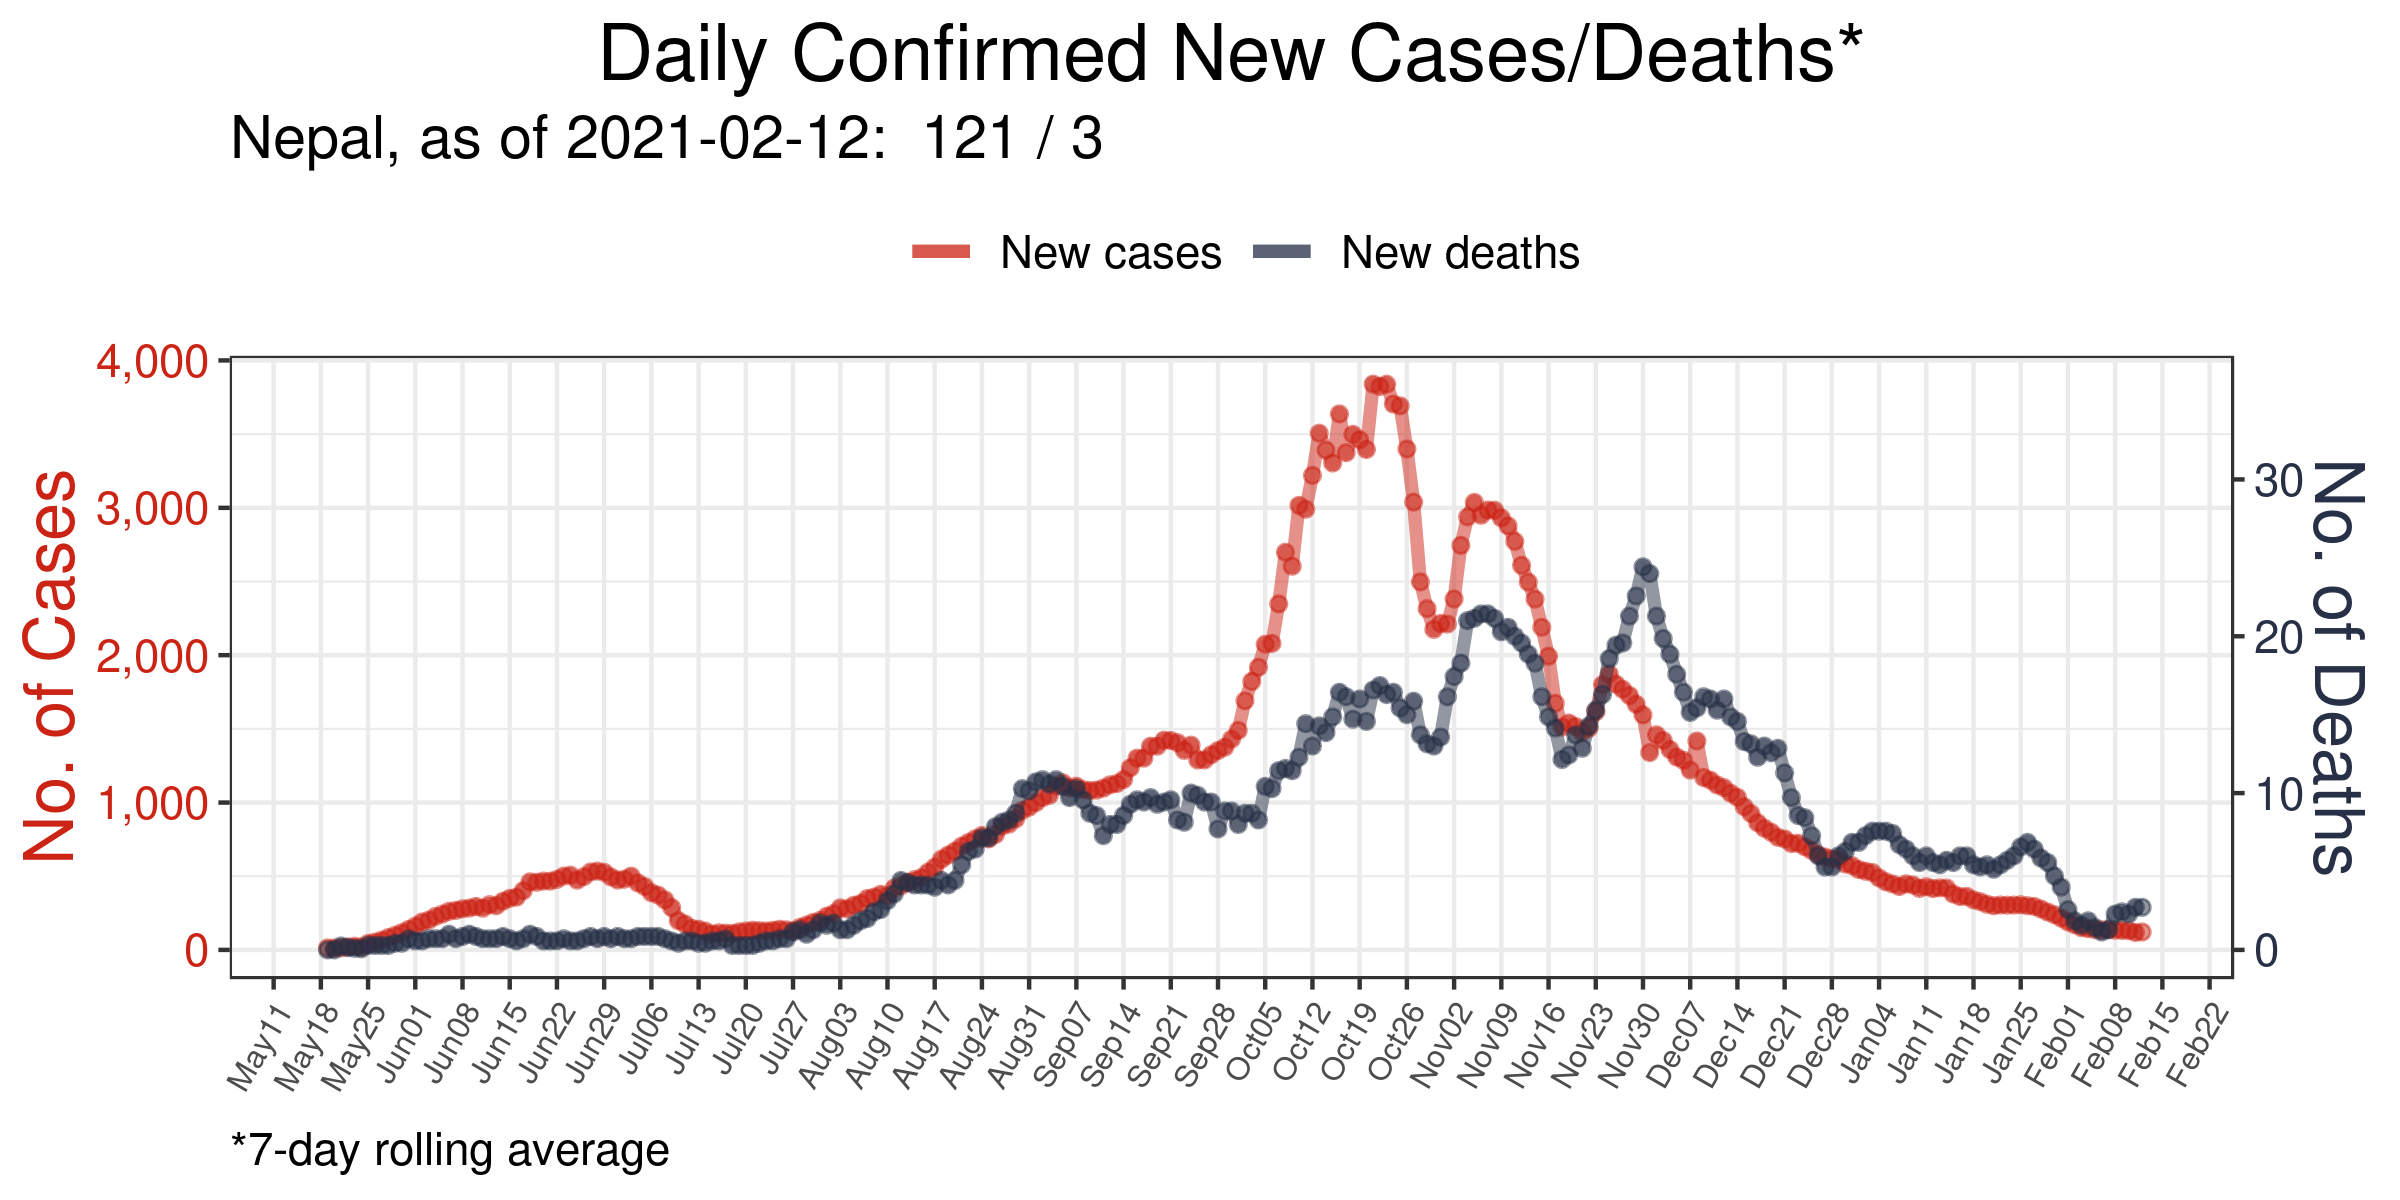 Daily Confirmed New Cases/Deaths*
Nepal, as of 2021-02-12:  121 / 3
New cases New deaths
No. of Cases
4,000
3,000
2,000
1,000
0
30
20
10
0
No. of Deaths
May11 May18 May25 Jun01 Jun08 Jun15 Jun22 Jun29 Jul06 Jul13 Jul20 Jul27 Aug03 Aug10 Aug17 Aug24 Aug31 Sep07 Sep14 Sep21 Sep28 Oct05 Oct12 Oct19 Oct26 Nov02 Nov09 Nov16 Nov23 Nov30 Dec07 Dec14 Dec21 Dec28 Jan04 Jan11 Jan18 Jan25 Feb01 Feb08 Feb15 Feb22
*7-day rolling average